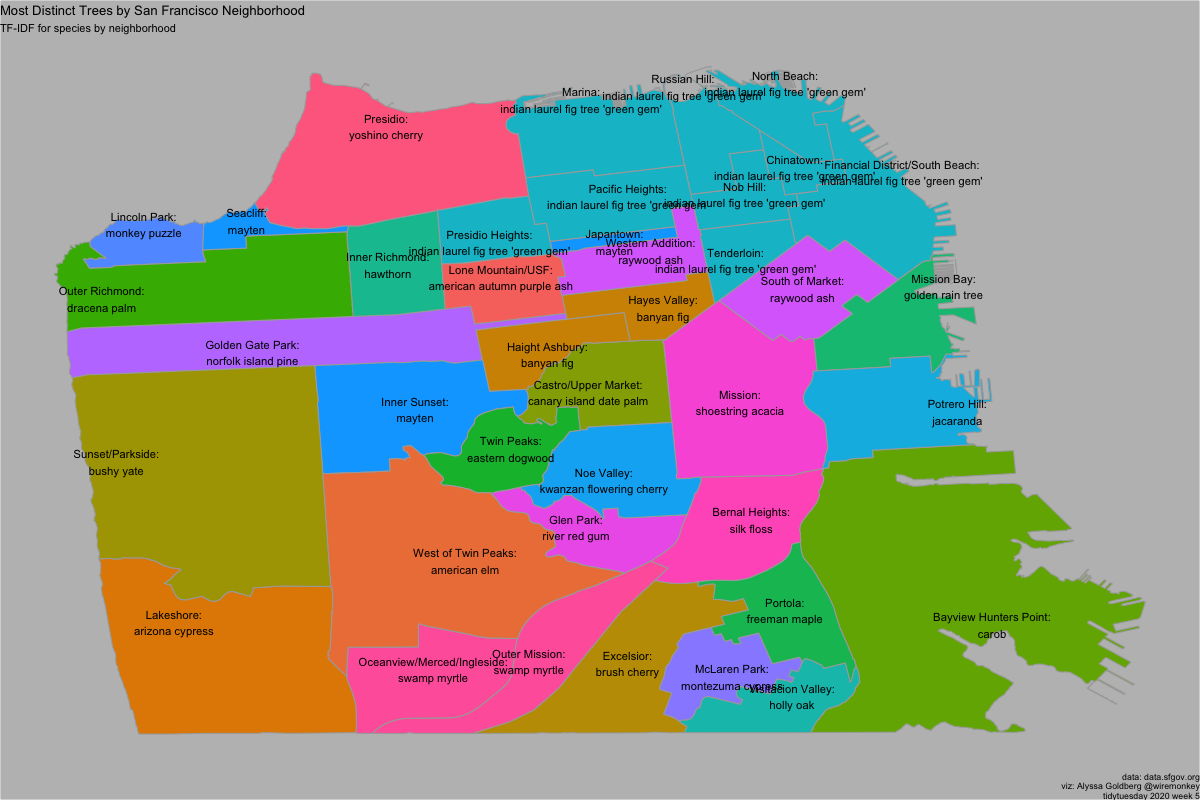 Most Distinct Trees by San Francisco Neighborhood
TF-IDF for species by neighborhood
Russian Hill:
indian laurel fig tree 'green gem'
North Beach:
indian laurel fig tree 'green gem'
Marina:
indian laurel fig tree 'green gem'
Presidio:
yoshino cherry
Chinatown:
indian laurel fig tree 'green gem'
Financial District/South Beach:
indian laurel fig tree 'green gem'
Pacific Heights:
indian laurel fig tree 'green gem'
Nob Hill:
indian laurel fig tree 'green gem'
Lincoln Park:
monkey puzzle
Seacliff:
mayten
Presidio Heights:
indian laurel fig tree 'green gem'
Japantown:
mayten
Western Addition:
raywood ash
Tenderloin:
indian laurel fig tree 'green gem'
Inner Richmond:
hawthorn
Lone Mountain/USF:
american autumn purple ash
South of Market:
raywood ash
Mission Bay:
golden rain tree
Outer Richmond:
dracena palm
Hayes Valley:
banyan fig
Golden Gate Park:
norfolk island pine
Haight Ashbury:
banyan fig
Castro/Upper Market:
canary island date palm
Inner Sunset:
mayten
Mission:
shoestring acacia
Potrero Hill:
jacaranda
Twin Peaks:
eastern dogwood
Sunset/Parkside:
bushy yate
Noe Valley:
kwanzan flowering cherry
Glen Park:
river red gum
Bernal Heights:
silk floss
West of Twin Peaks:
american elm
Lakeshore:
arizona cypress
Portola:
freeman maple
Bayview Hunters Point:
carob
Oceanview/Merced/Ingleside:
swamp myrtle
Outer Mission:
swamp myrtle
Excelsior:
brush cherry
McLaren Park:
montezuma cypress
Visitacion Valley:
holly oak
data: data.sfgov.org
viz: Alyssa Goldberg @wiremonkey
tidytuesday 2020 week 5